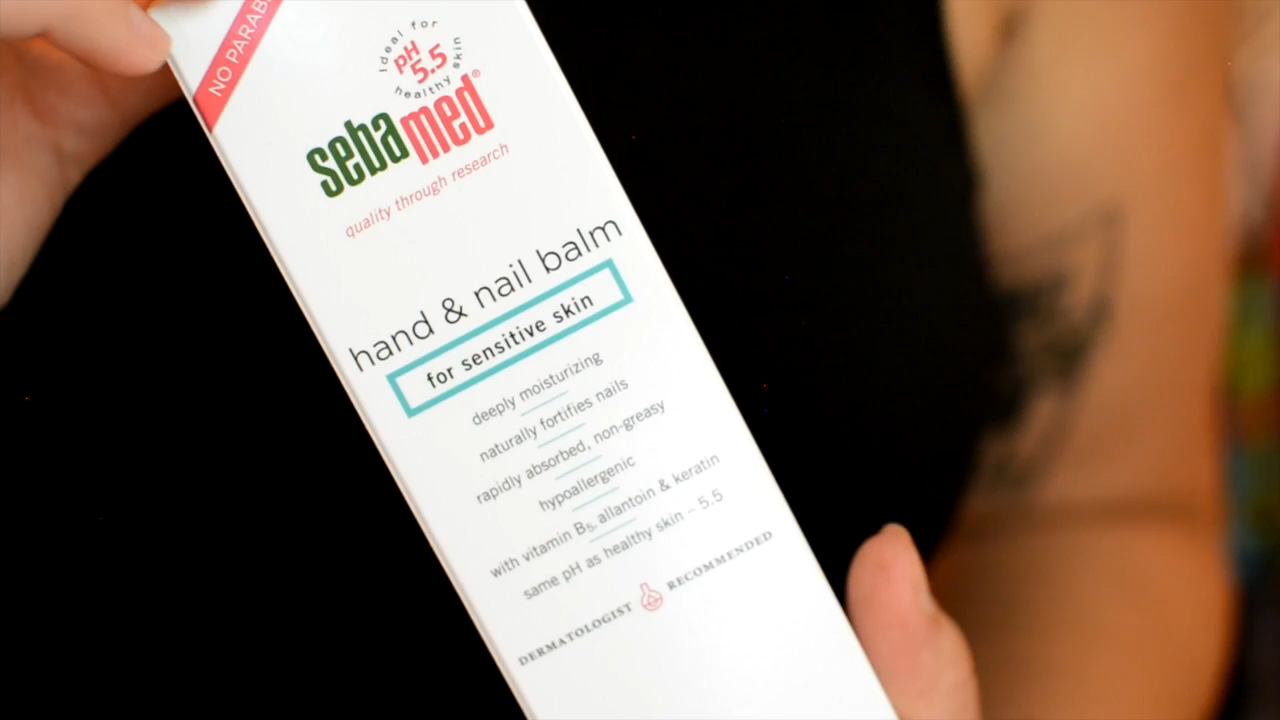 NO PARAB
ideal for
pH
5.5
healthy skin
sebamed®
quality through research
hand & nail balm
for sensitive skin
deeply moisturizing
naturally fortifies nails
rapidly absorbed, non-greasy
hypoallergenic
with vitamin B5, allantoin & keratin
same pH as healthy skin – 5.5
DERMATOLOGIST RECOMMENDED